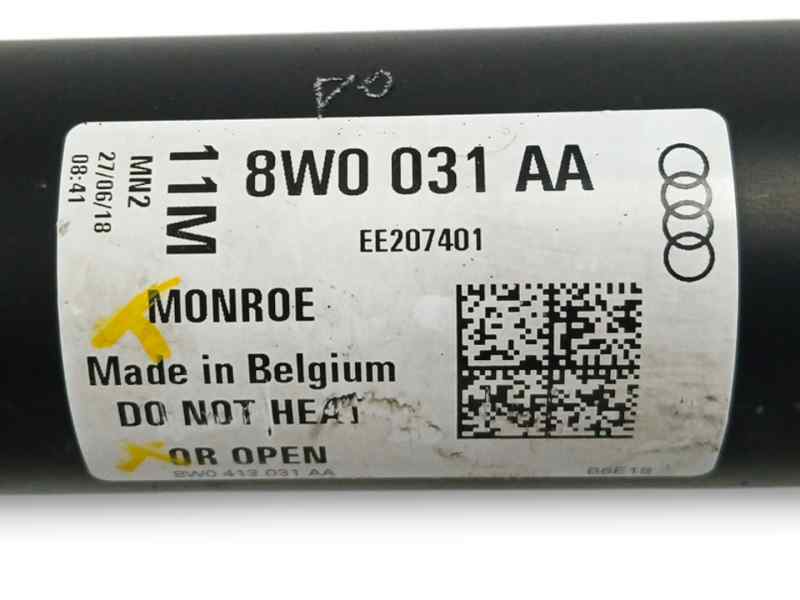 8W0 031 AA
11M
MN2
27/06/18
08:41
EE207401
MONROE
Made in Belgium
DO NOT HEAT
OR OPEN
8W0 413 031 AA